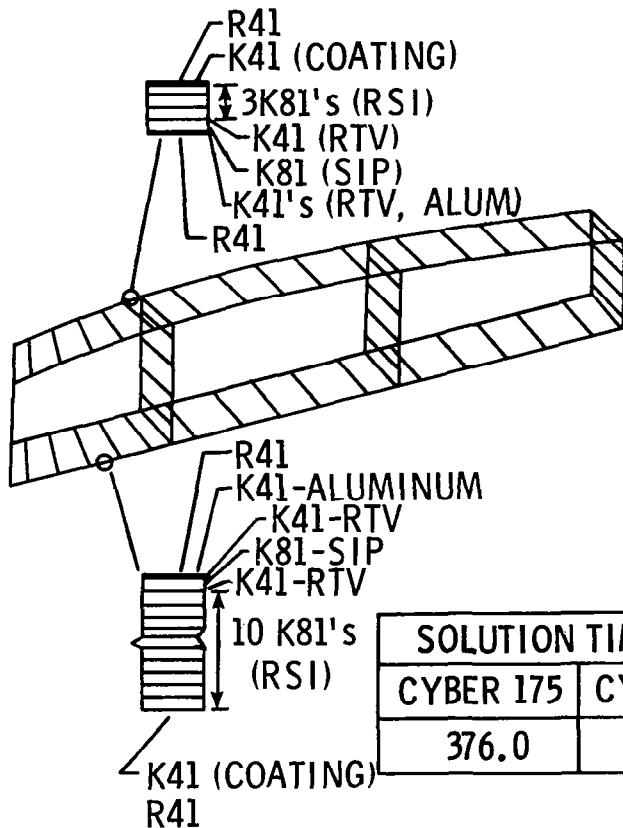 R41
K41 (COATING)
3K81's (RSI)
K41 (RTV)
K81 (SIP)
K41's (RTV, ALUM)
R41
R41
K41-ALUMINUM
K41-RTV
K81-SIP
K41-RTV
10 K81's
(RSI)
K41 (COATING)
R41
SOLUTION TI
CYBER 175 CY
376.0